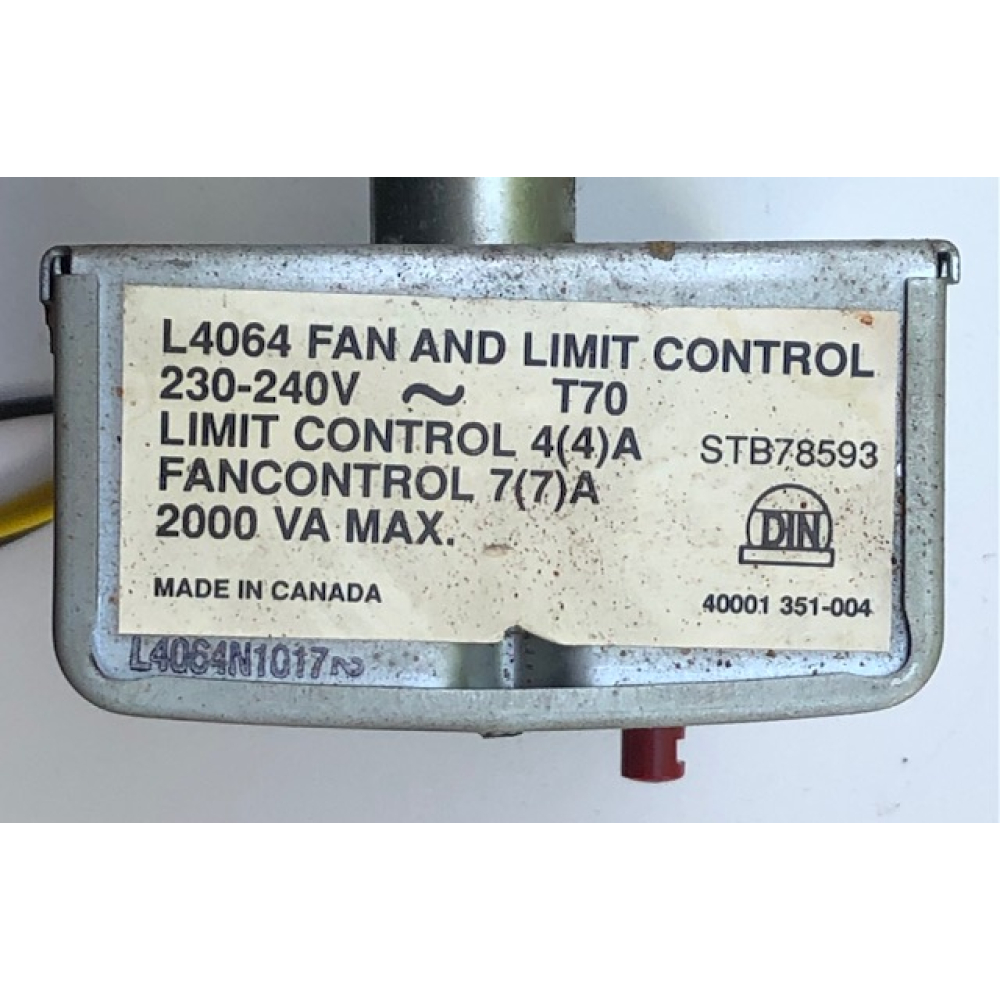 L4064 FAN AND LIMIT CONTROL
230-240V ~ T70
LIMIT CONTROL 4(4)A
FANCONTROL 7(7)A
2000 VA MAX.
STB78593
DIN
MADE IN CANADA
40001 351-004
L4064N1017